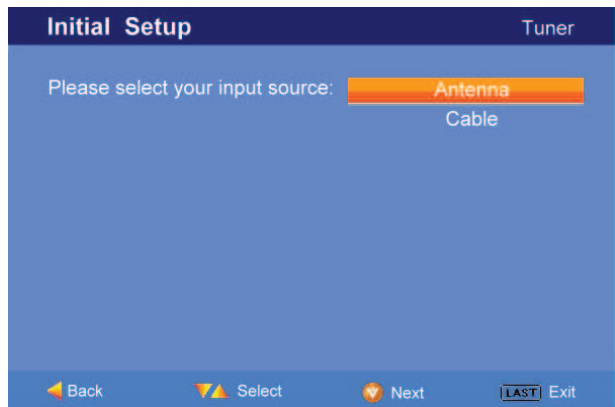 Initial Setup Tuner
Please select your input source: Antenna
Cable
Back Select Next LAST Exit